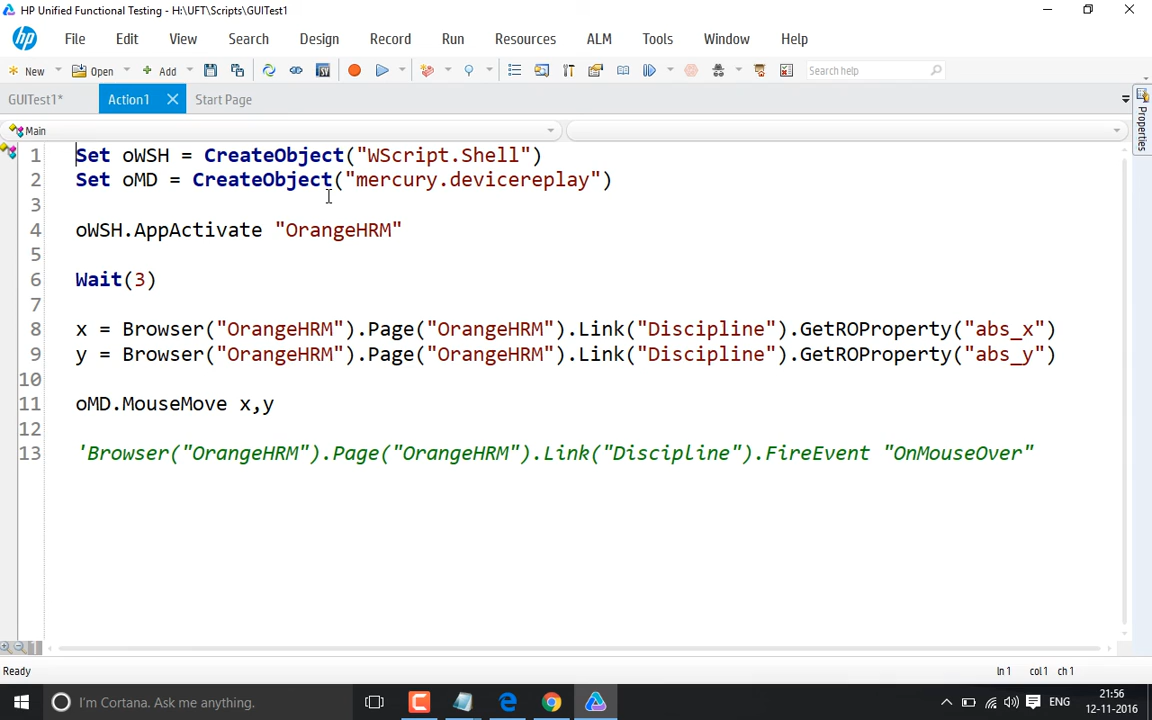 HP Unified Functional Testing - H:\UFT\Scripts\GUITest1
hp File Edit View Search Design Record Run Resources ALM Tools Window Help
New Open Add Search help
GUITest1* Action1 Start Page
Main
Properties
1 Set oWSH = CreateObject("WScript.Shell")
2 Set oMD = CreateObject("mercury.devicereplay")
3
4 oWSH.AppActivate "OrangeHRM"
5
6 Wait(3)
7
8 x = Browser("OrangeHRM").Page("OrangeHRM").Link("Discipline").GetROProperty("abs_x")
9 y = Browser("OrangeHRM").Page("OrangeHRM").Link("Discipline").GetROProperty("abs_y")
10
11 oMD.MouseMove x,y
12
13 'Browser("OrangeHRM").Page("OrangeHRM").Link("Discipline").FireEvent "OnMouseOver"
Ready ln 1 col 1 ch 1
I'm Cortana. Ask me anything. ENG 21:56
12-11-2016